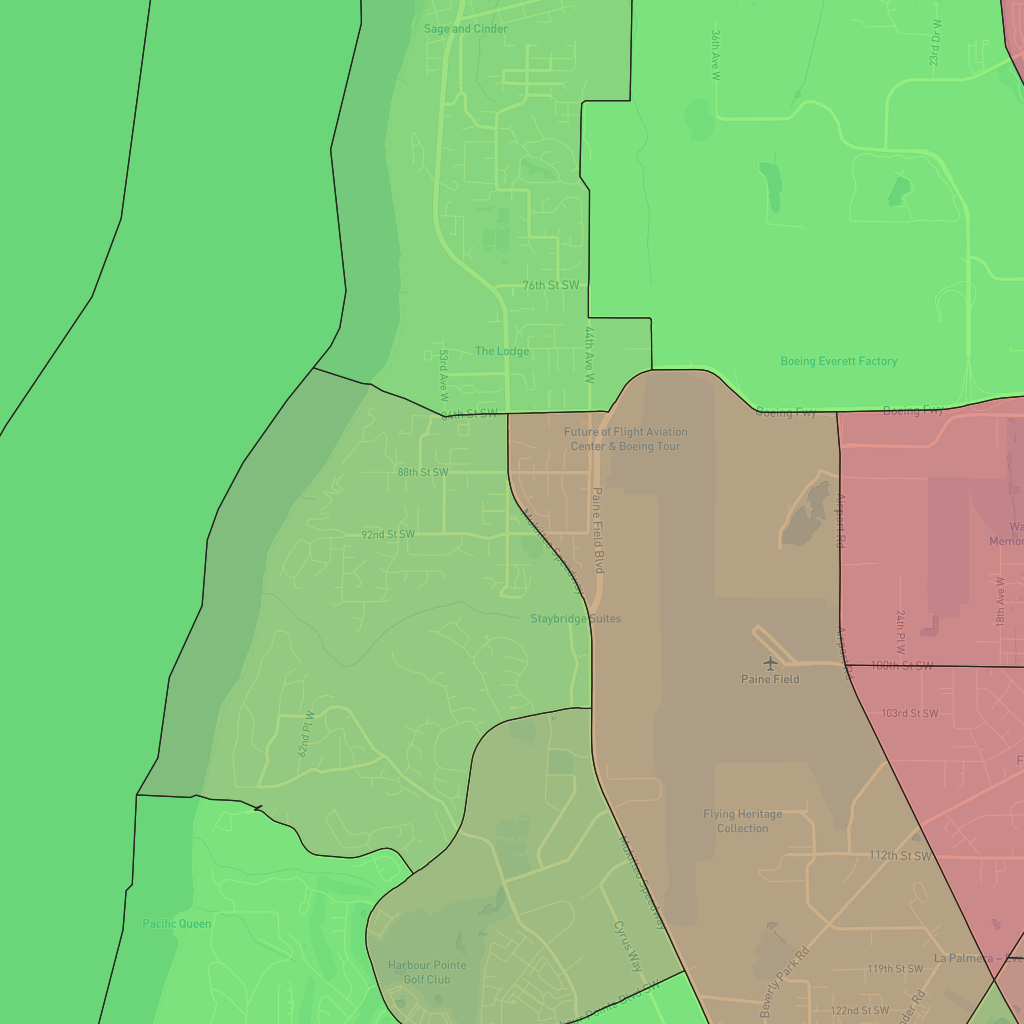 Sage and Cinder
36th Ave W
23rd Dr W
76th St SW
44th Ave W
53rd Ave W
The Lodge
Boeing Everett Factory
84th St SW
Boeing Fwy
Boeing Fwy
Future of Flight Aviation
Center & Boeing Tour
88th St SW
Paine Field Blvd
Mukilteo Speedway
Airport Rd
92nd St SW
18th Ave W
24th Pl W
Staybridge Suites
Airport Rd
100th St SW
Paine Field
103rd St SW
62nd Pl W
Flying Heritage
Collection
112th St SW
Mukilteo Speedway
Pacific Queen
Cyrus Way
Harbour Pointe
Golf Club
Beverly Park Rd
119th St SW
122nd St SW